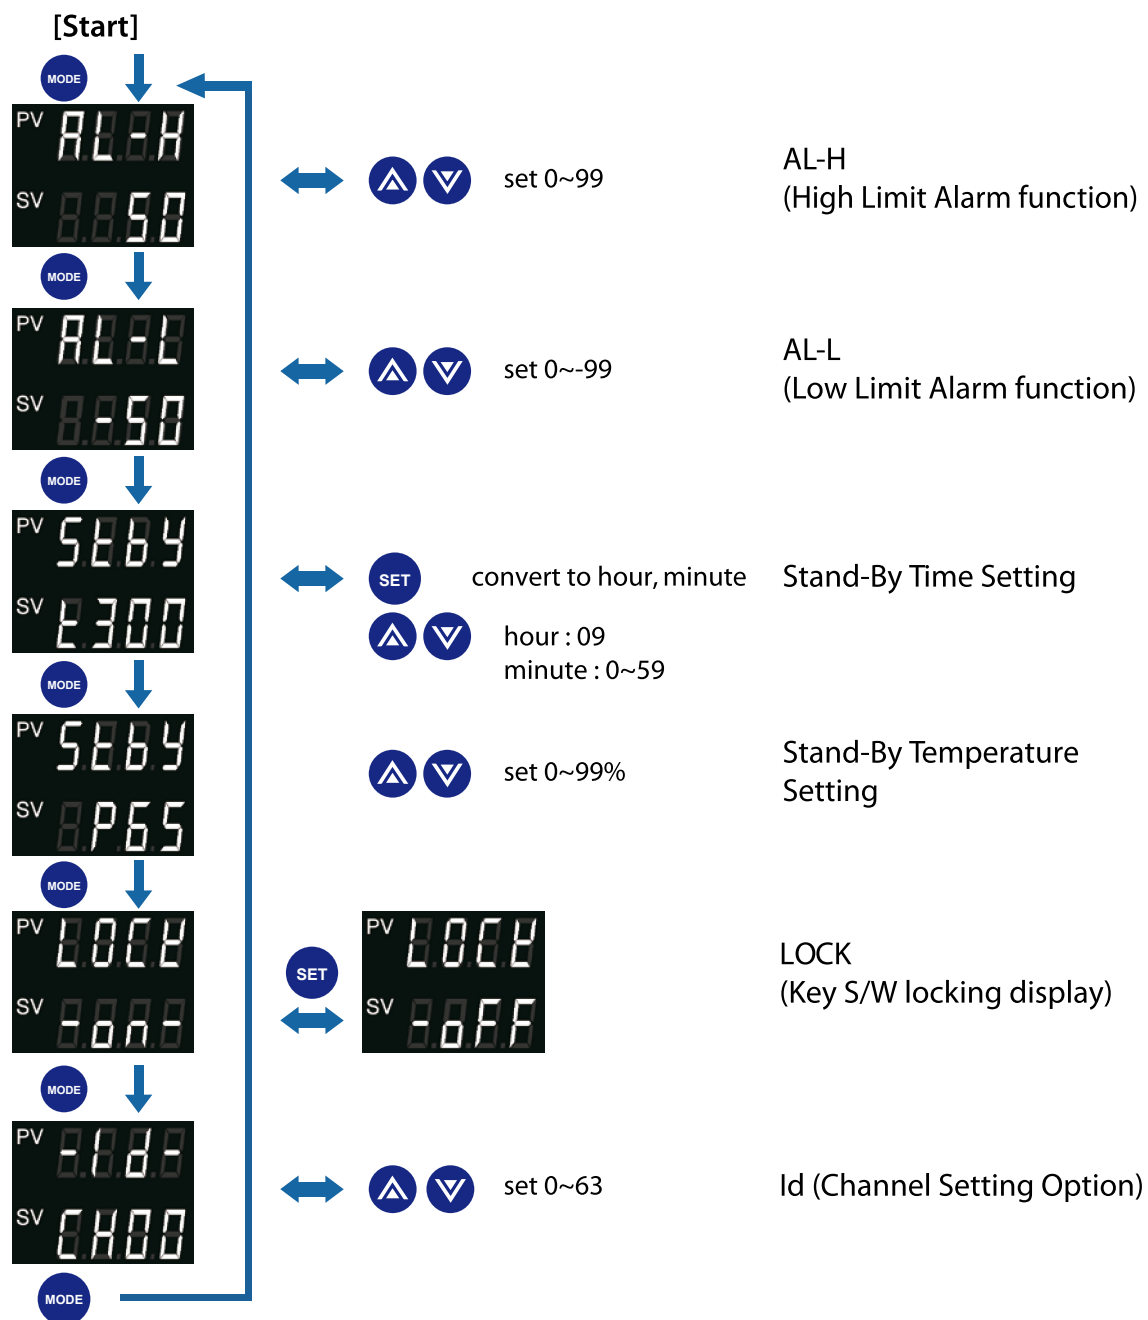 [Start]
MODE
PV AL-H
SV 50
set 0~99
AL-H
(High Limit Alarm function)
MODE
PV AL-L
SV -50
set 0~-99
AL-L
(Low Limit Alarm function)
MODE
PV Stby
SV t300
SET
convert to hour, minute
Stand-By Time Setting
hour : 09
minute : 0~59
MODE
PV Stby
SV P65
set 0~99%
Stand-By Temperature
Setting
MODE
PV LOCK
SV -on-
SET
PV LOCK
SV -oFF
LOCK
(Key S/W locking display)
MODE
PV -Id-
SV CH00
set 0~63
Id (Channel Setting Option)
MODE